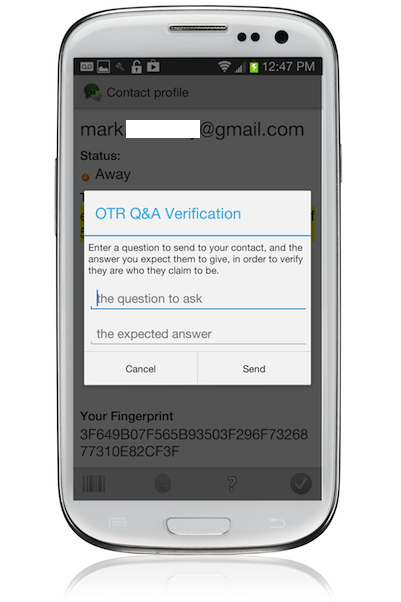 SAMSUNG
12:47 PM
Contact profile
mark. @gmail.com
Status:
Away
OTR Q&A Verification
Enter a question to send to your contact, and the
answer you expect them to give, in order to verify
they are who they claim to be.
the question to ask
the expected answer
Cancel
Send
Your Fingerprint
3F649B07F565B93503F296F73268
77310E82CF3F
?